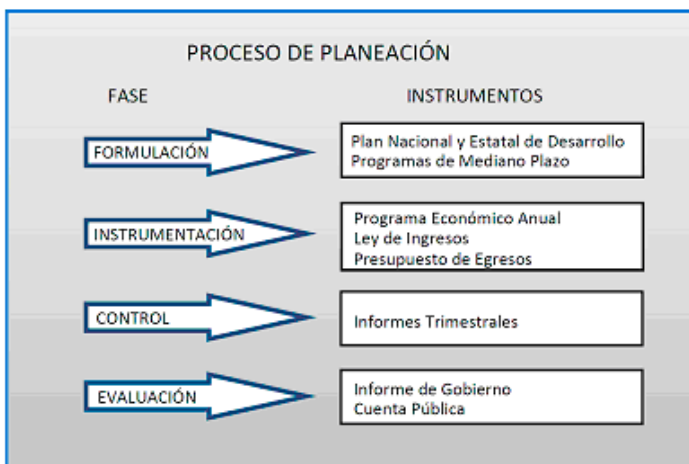 PROCESO DE PLANEACIÓN
FASE
INSTRUMENTOS
FORMULACIÓN
Plan Nacional y Estatal de Desarrollo
Programas de Mediano Plazo
INSTRUMENTACIÓN
Programa Económico Anual
Ley de Ingresos
Presupuesto de Egresos
CONTROL
Informes Trimestrales
EVALUACIÓN
Informe de Gobierno
Cuenta Pública